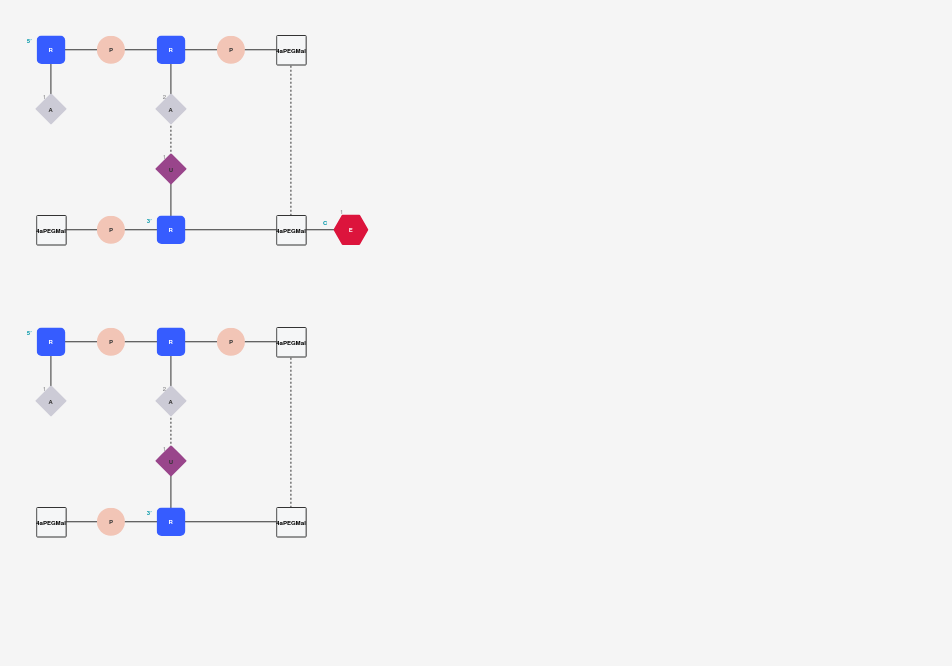 5'
R P R P 4aPEGMal
1 2
A A
1
U
3' C 1
4aPEGMal P R 4aPEGMal E
5'
R P R P 4aPEGMal
1 2
A A
1
U
3'
4aPEGMal P R 4aPEGMal